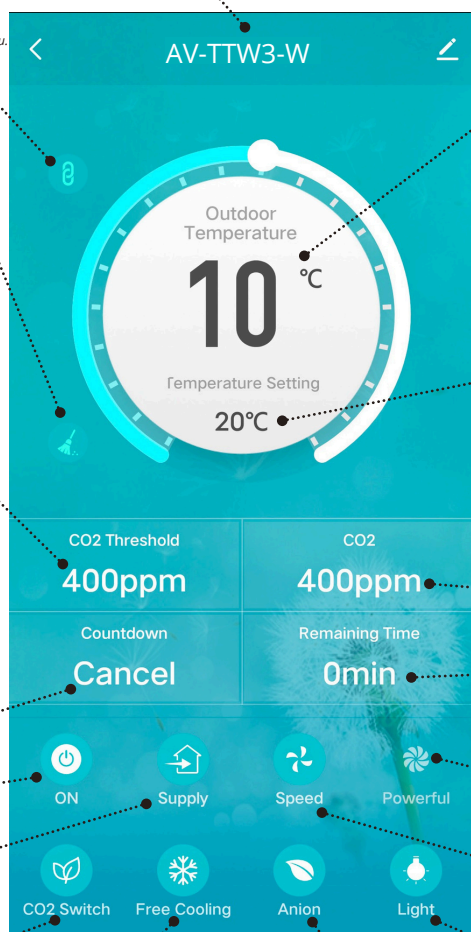 u.
AV-TTW3-W
Outdoor
Temperature
10 ℃
Temperature Setting
20℃
CO2 Threshold
400ppm
CO2
400ppm
Countdown
Cancel
Remaining Time
0min
ON
Supply
Speed
Powerful
CO2 Switch
Free Cooling
Anion
Light